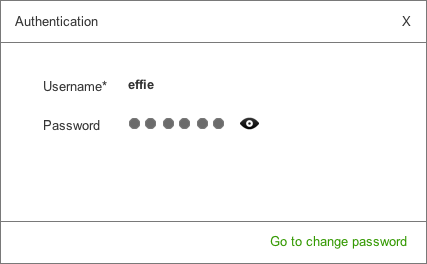 Authentication X
Username* effie
Password
Go to change password